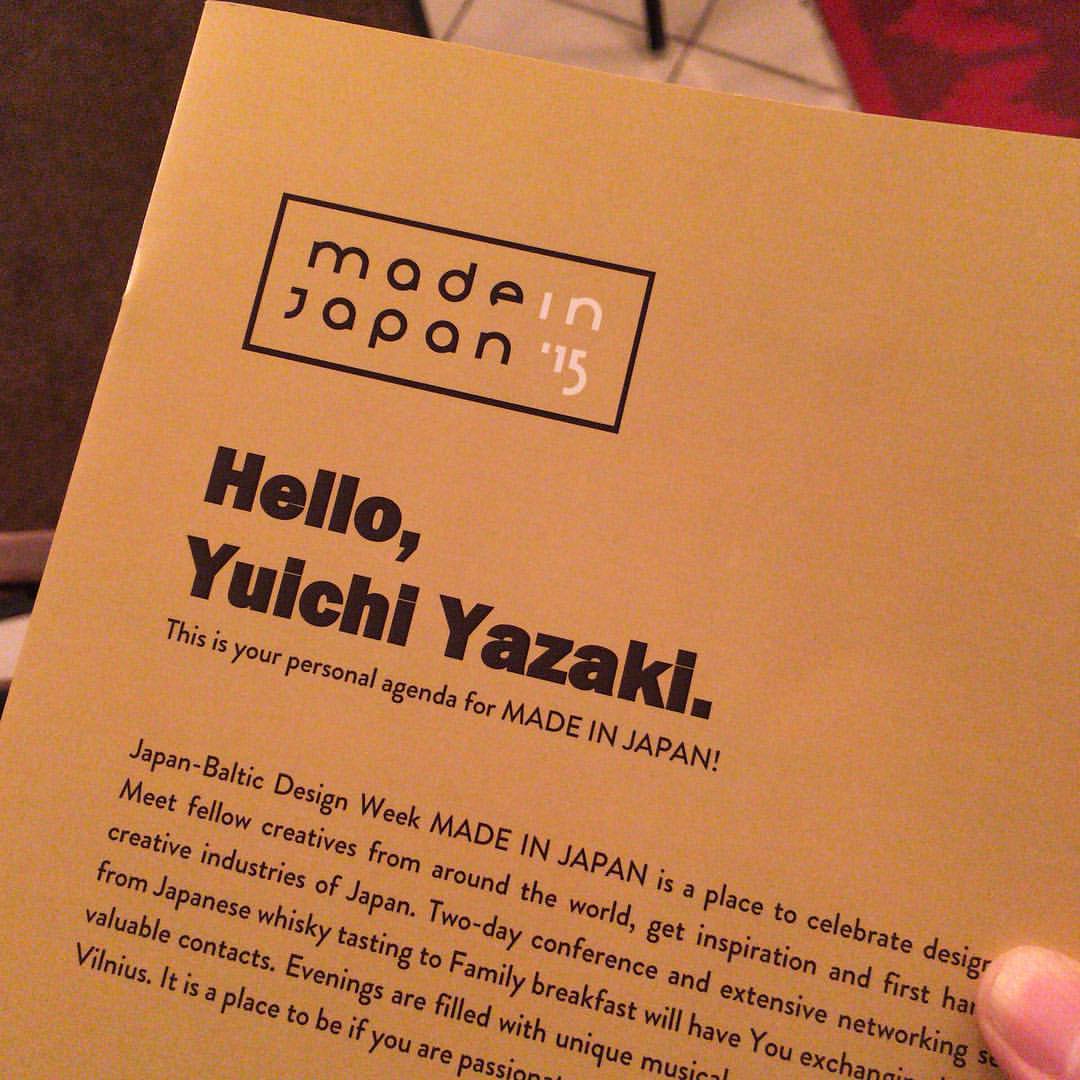 made in
Japan '15
Hello,
Yuichi Yazaki.
This is your personal agenda for MADE IN JAPAN!
Japan-Baltic Design Week MADE IN JAPAN is a place to celebrate design
Meet fellow creatives from around the world, get inspiration and first
creative industries of Japan. Two-day conference and extensive networking
from Japanese whisky tasting to Family breakfast will have You
valuable contacts. Evenings are filled with unique musical
Vilnius. It is a place to be if you are